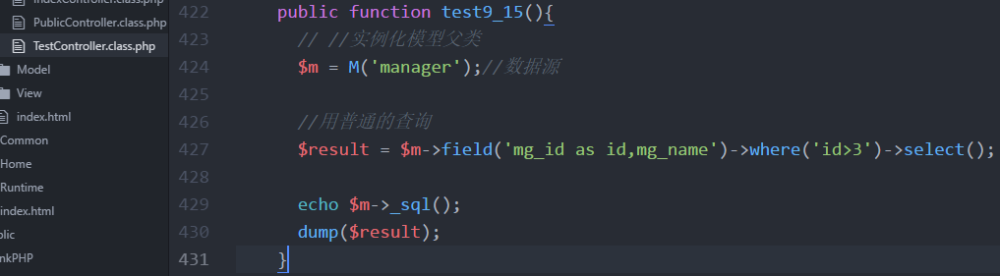 IndexController.class.php
PublicController.class.php
TestController.class.php
Model
View
index.html
Common
Home
Runtime
index.html
blic
nkPHP
422 public function test9_15(){
423 // //实例化模型父类
424 $m = M('manager');//数据源
425
426 //用普通的查询
427 $result = $m->field('mg_id as id,mg_name')->where('id>3')->select();
428
429 echo $m->_sql();
430 dump($result);
431 }